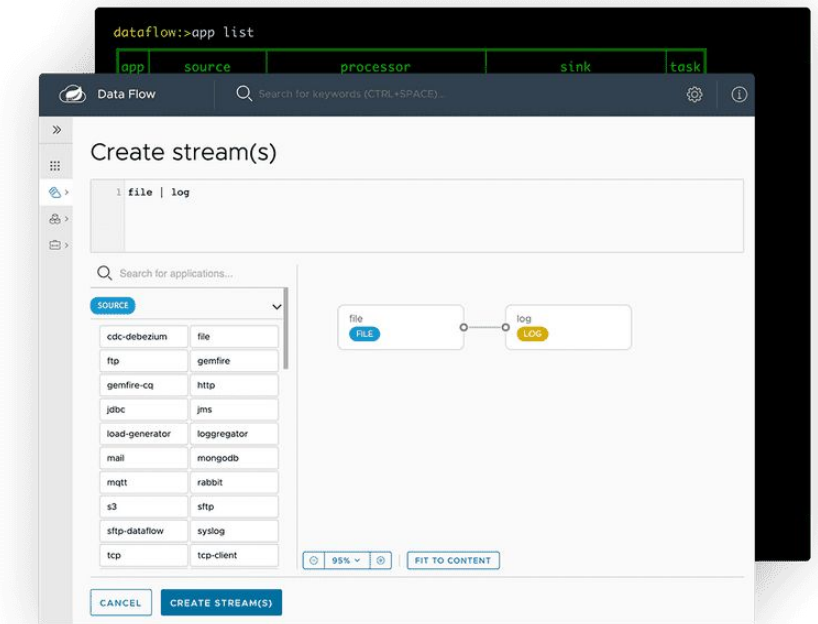 dataflow:>app list
app source processor sink task
Data Flow Search for keywords (CTRL+SPACE)...
Create stream(s)
1 file | log
Search for applications...
SOURCE
cdc-debezium file
ftp gemfire
gemfire-cq http
jdbc jms
load-generator loggregator
mail mongodb
mqtt rabbit
s3 sftp
sftp-dataflow syslog
tcp tcp-client
file
FILE
log
LOG
95% FIT TO CONTENT
CANCEL CREATE STREAM(S)